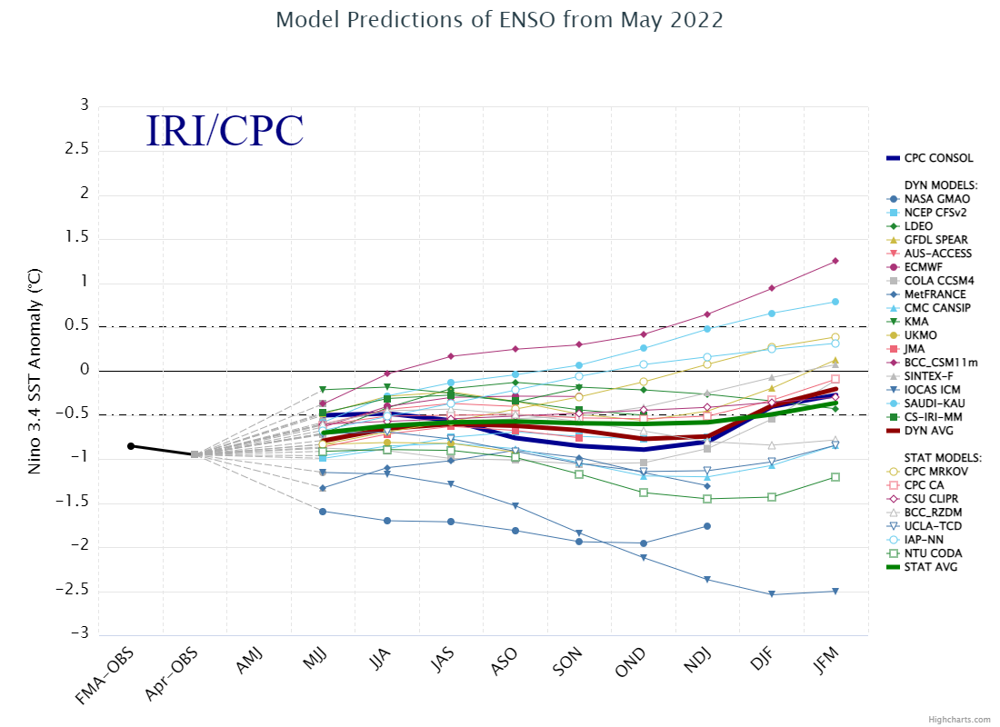 Model Predictions of ENSO from May 2022
IRI/CPC
Nino 3.4 SST Anomaly (°C)
3
2.5
2
1.5
1
0.5
0
-0.5
-1
-1.5
-2
-2.5
-3
FMA-OBS
Apr-OBS
AMJ
MJJ
JJA
JAS
ASO
SON
OND
NDJ
DJF
JFM
CPC CONSOL
DYN MODELS:
NASA GMAO
NCEP CFSv2
LDEO
GFDL SPEAR
AUS-ACCESS
ECMWF
COLA CCSM4
MetFRANCE
CMC CANSIP
KMA
UKMO
JMA
BCC_CSM11m
SINTEX-F
IOCAS ICM
SAUDI-KAU
CS-IRI-MM
DYN AVG
STAT MODELS:
CPC MRKOV
CPC CA
CSU CLIPR
BCC_RZDM
UCLA-TCD
IAP-NN
NTU CODA
STAT AVG
Highcharts.com